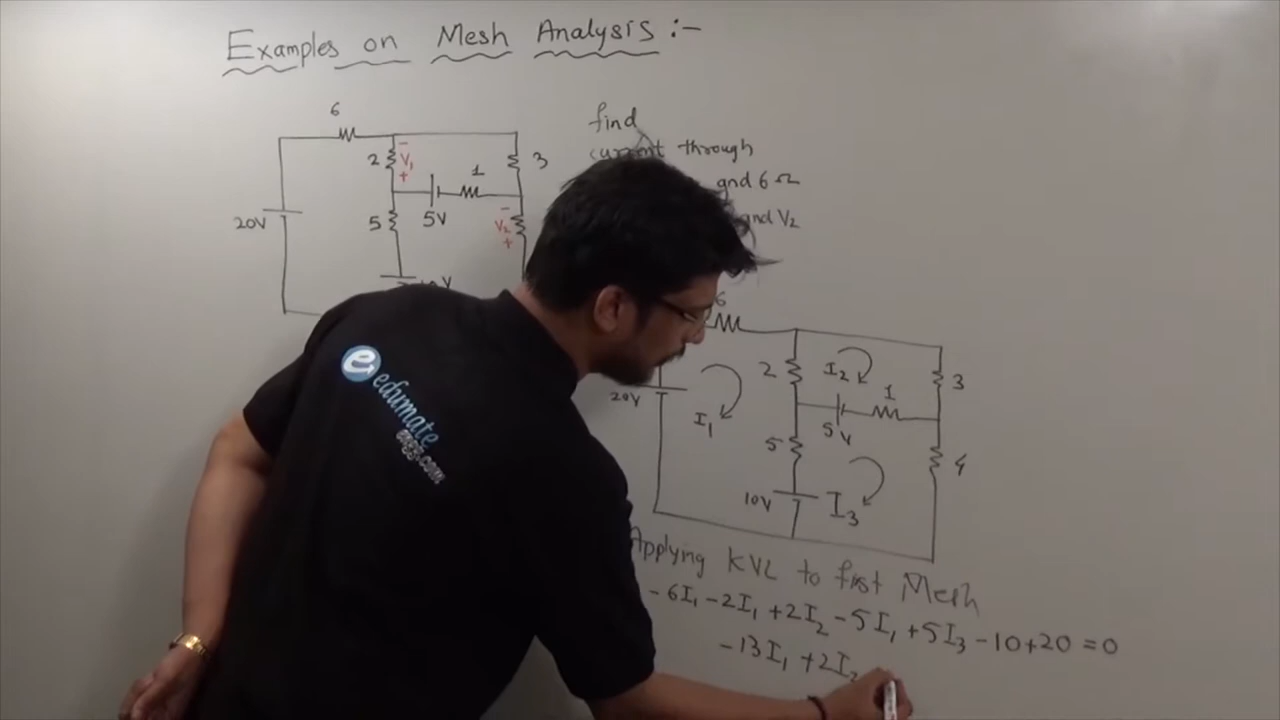 Examples on Mesh Analysis :-
6
2
V1
3
1
20V
5
5V
V2
find
current through
and 6 Ω
and V2
6
2
I2
3
1
20V
I1
5
5V
4
10V
I3
Applying KVL to first Mesh
-6I1 -2I1 +2I2 -5I1 +5I3 -10+20 =0
-13I1 +2I2
e
edumate